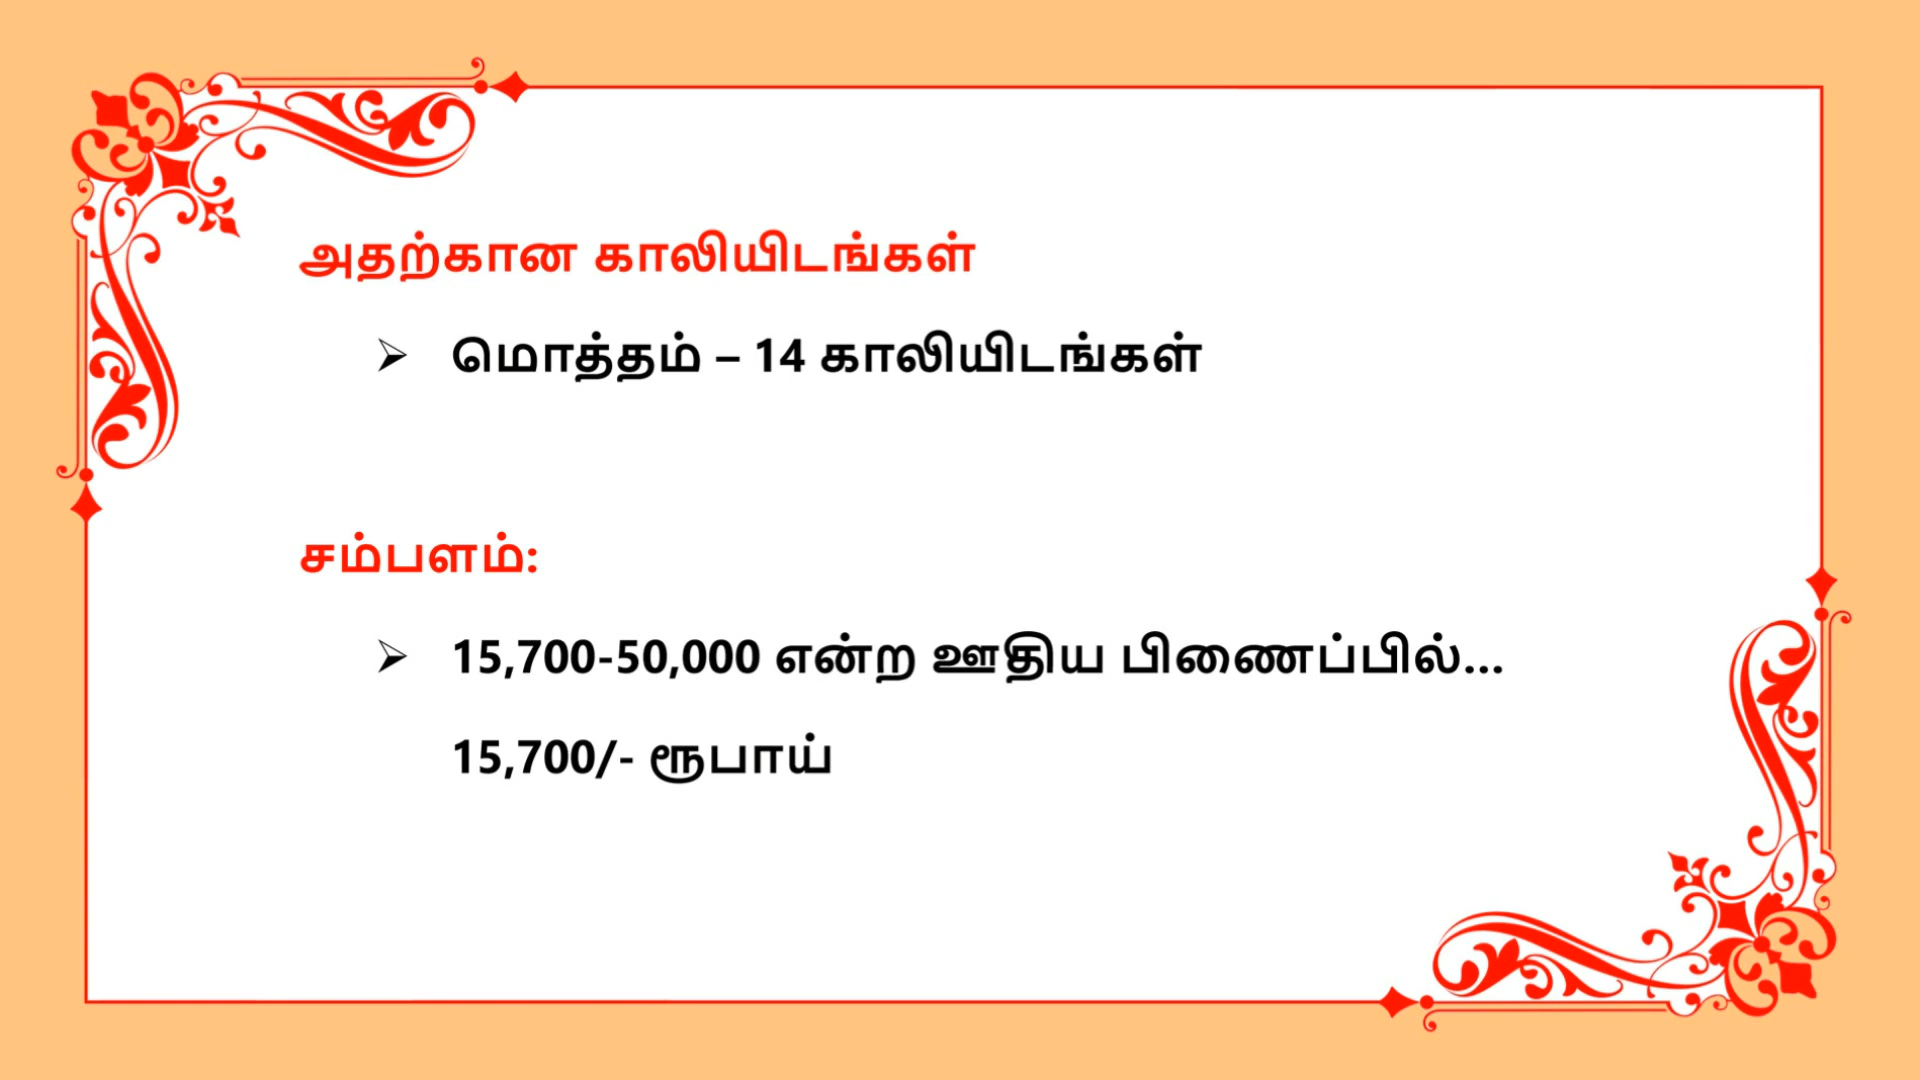 அதற்கான காலியிடங்கள்
➢ மொத்தம் – 14 காலியிடங்கள்
சம்பளம்:
➢ 15,700-50,000 என்ற ஊதிய பிணைப்பில்...
15,700/- ரூபாய்